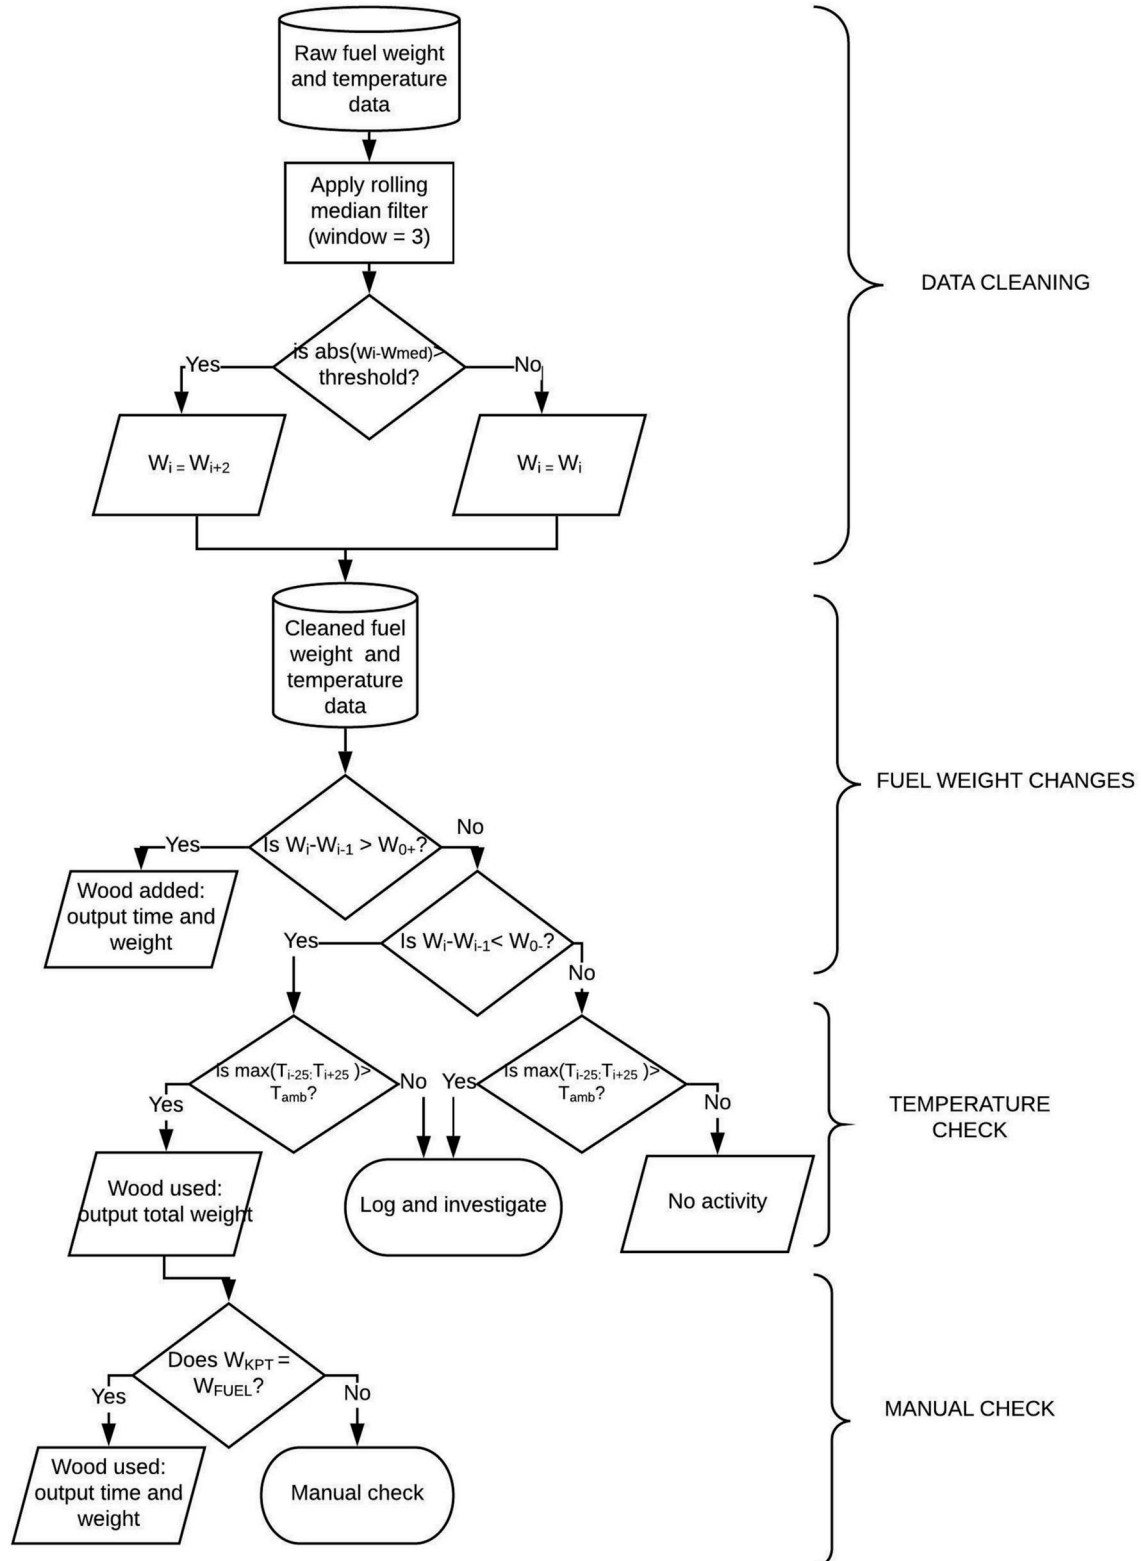 Raw fuel weight
and temperature
data
Apply rolling
median filter
(window = 3)
DATA CLEANING
is abs(wi-wmed)>
threshold?
Yes
No
Wi = Wi+2
Wi = Wi
Cleaned fuel
weight and
temperature
data
FUEL WEIGHT CHANGES
Is Wi-Wi-1 > W0+?
Yes
No
Wood added:
output time and
weight
Is Wi-Wi-1< W0-?
Yes
No
Is max(Ti-25:Ti+25 )>
Tamb?
Is max(Ti-25:Ti+25 )>
Tamb?
Yes
No
Yes
No
TEMPERATURE
CHECK
Wood used:
output total weight
Log and investigate
No activity
Does WKPT =
WFUEL?
Yes
No
MANUAL CHECK
Wood used:
output time and
weight
Manual check